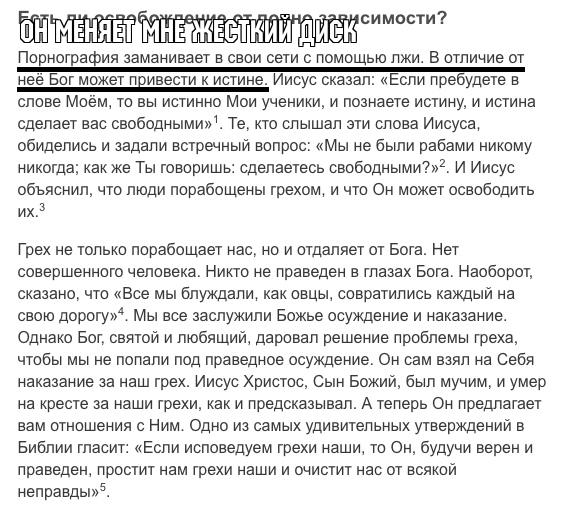 Есть ли освобождение от порно-зависимости?
ОН МЕНЯЕТ МНЕ ЖЕСТКИЙ ДИСК
Порнография заманивает в свои сети с помощью лжи. В отличие от
неё Бог может привести к истине. Иисус сказал: «Если пребудете в
слове Моём, то вы истинно Мои ученики, и познаете истину, и истина
сделает вас свободными»¹. Те, кто слышал эти слова Иисуса,
обиделись и задали встречный вопрос: «Мы не были рабами никому
никогда; как же Ты говоришь: сделаетесь свободными?»². И Иисус
объяснил, что люди порабощены грехом, и что Он может освободить
их.³
Грех не только порабощает нас, но и отдаляет от Бога. Нет
совершенного человека. Никто не праведен в глазах Бога. Наоборот,
сказано, что «Все мы блуждали, как овцы, совратились каждый на
свою дорогу»⁴. Мы все заслужили Божье осуждение и наказание.
Однако Бог, святой и любящий, даровал решение проблемы греха,
чтобы мы не попали под праведное осуждение. Он сам взял на Себя
наказание за наш грех. Иисус Христос, Сын Божий, был мучим, и умер
на кресте за наши грехи, как и предсказывал. А теперь Он предлагает
вам отношения с Ним. Одно из самых удивительных утверждений в
Библии гласит: «Если исповедуем грехи наши, то Он, будучи верен и
праведен, простит нам грехи наши и очистит нас от всякой
неправды»⁵.